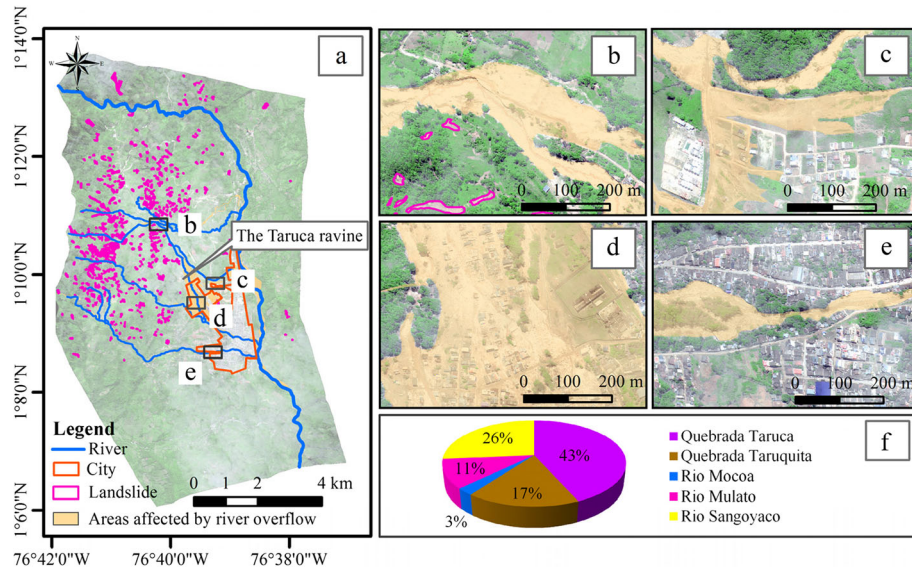 a
N
W E
S
1°14'0"N
1°12'0"N
1°10'0"N
1°8'0"N
1°6'0"N
76°42'0"W 76°40'0"W 76°38'0"W
b
The Taruca ravine
c
d
e
Legend
River
City
Landslide
Areas affected by river overflow
0 1 2 4 km
b
0 100 200 m
c
0 100 200 m
d
0 100 200 m
e
0 100 200 m
f
26%
43%
11%
17%
3%
Quebrada Taruca
Quebrada Taruquita
Rio Mocoa
Rio Mulato
Rio Sangoyaco